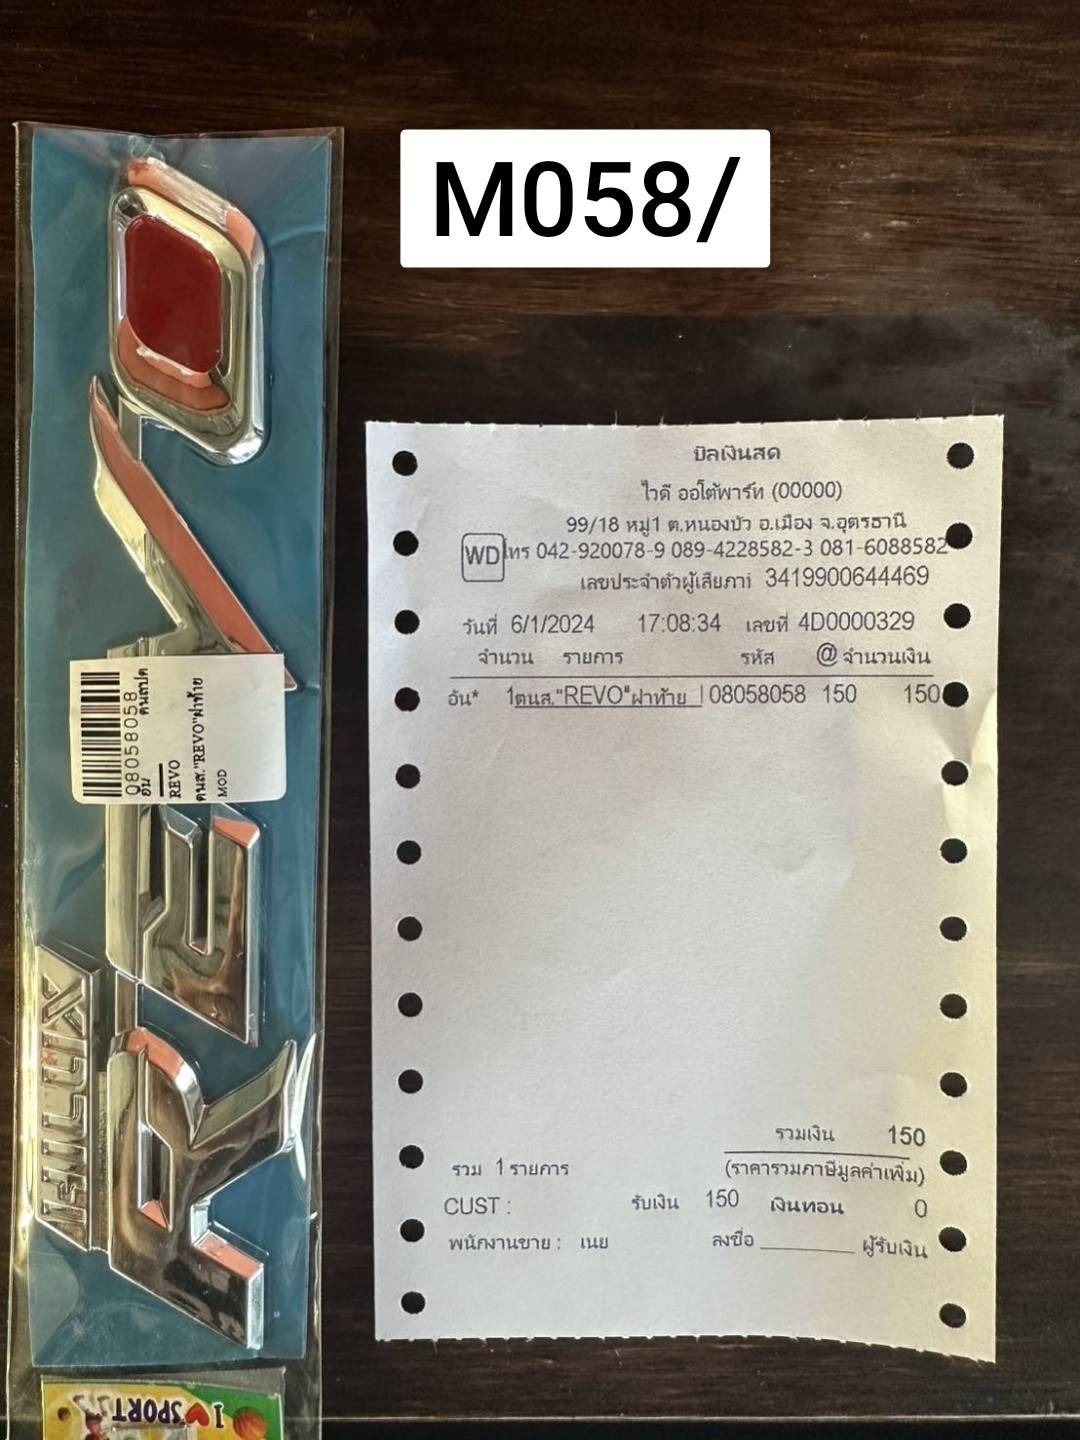 M058/
บิลเงินสด
ไวดี ออโต้พาร์ท (00000)
99/18 หมู่1 ต.หนองบัว อ.เมือง จ.อุดรธานี
WD โทร 042-920078-9 089-4228582-3 081-6088582
เลขประจำตัวผู้เสียภาษี 3419900644469
วันที่ 6/1/2024 17:08:34 เลขที่ 4D0000329
จำนวน รายการ รหัส @ จำนวนเงิน
อัน* 1 ตนส."REVO"ฝาท้าย 08058058 150 150
รวมเงิน 150
รวม 1 รายการ (ราคารวมภาษีมูลค่าเพิ่ม)
CUST : รับเงิน 150 เงินทอน 0
พนักงานขาย : เนย ลงชื่อ ผู้รับเงิน
REVO
HILUX
08058058
อัน
REVO
ตนส."REVO"ฝาท้าย
MOD
I SPORT